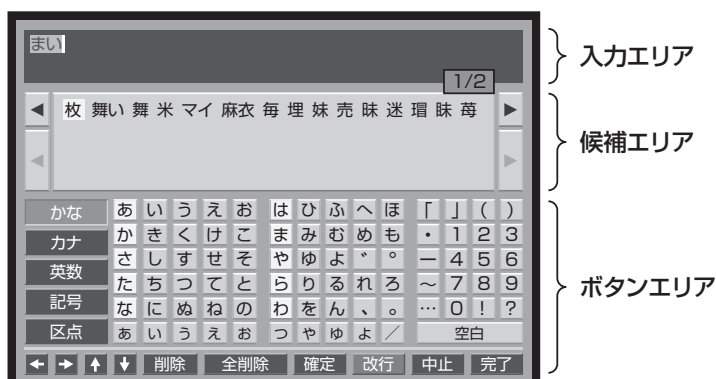 まい
1/2
入力エリア
◀ 枚 舞い 舞 米 マイ 麻衣 毎 埋 妹 売 昧 迷 瑁 眛 苺 ▶
候補エリア
◀ ▶
かな あ い う え お は ひ ふ へ ほ 「 」 ( )
カナ か き く け こ ま み む め も ・ 1 2 3
英数 さ し す せ そ や ゆ よ ゛ ゜ ー 4 5 6
た ち つ て と ら り る れ ろ ～ 7 8 9
ボタンエリア
記号 な に ぬ ね の わ を ん 、 。 … 0 ! ?
区点 ぁ ぃ ぅ ぇ ぉ っ ゃ ゅ ょ ／ 空白
← → ↑ ↓ 削除 全削除 確定 改行 中止 完了